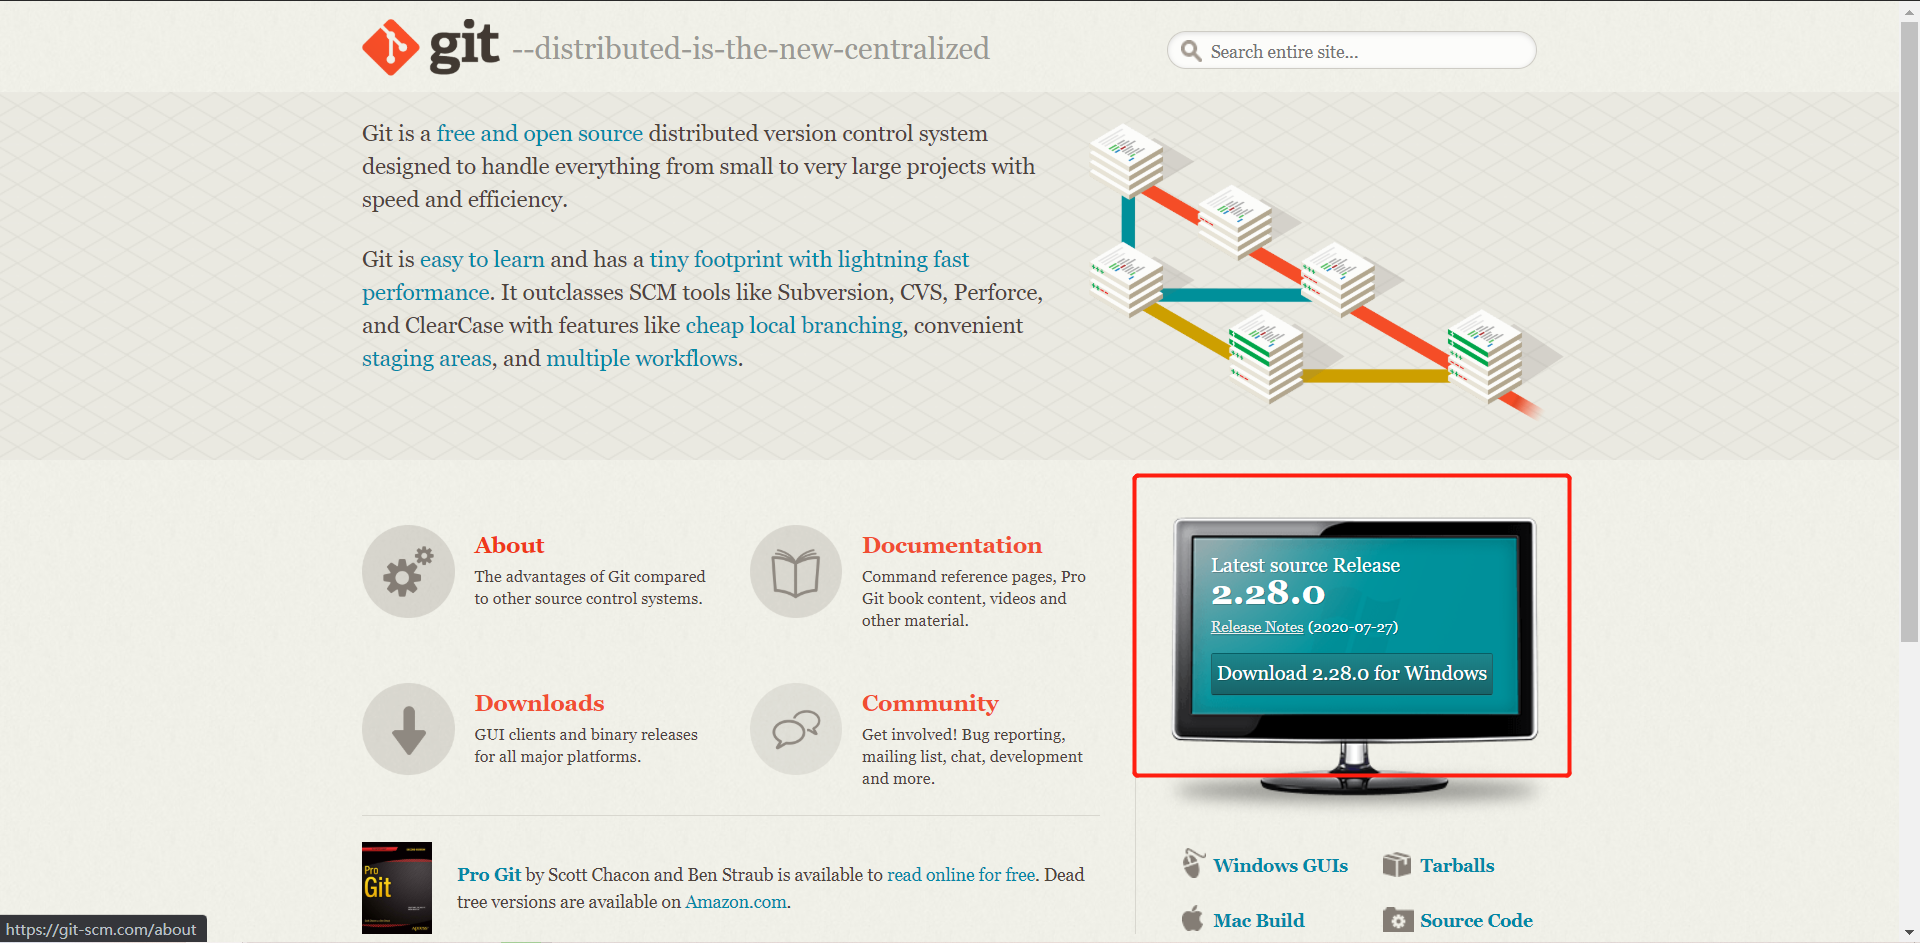 git --distributed-is-the-new-centralized
Search entire site...
Git is a free and open source distributed version control system
designed to handle everything from small to very large projects with
speed and efficiency.
Git is easy to learn and has a tiny footprint with lightning fast
performance. It outclasses SCM tools like Subversion, CVS, Perforce,
and ClearCase with features like cheap local branching, convenient
staging areas, and multiple workflows.
About
The advantages of Git compared
to other source control systems.
Documentation
Command reference pages, Pro
Git book content, videos and
other material.
Downloads
GUI clients and binary releases
for all major platforms.
Community
Get involved! Bug reporting,
mailing list, chat, development
and more.
Latest source Release
2.28.0
Release Notes (2020-07-27)
Download 2.28.0 for Windows
Pro
Git
Pro Git by Scott Chacon and Ben Straub is available to read online for free. Dead
tree versions are available on Amazon.com.
Windows GUIs
Tarballs
Mac Build
Source Code
https://git-scm.com/about